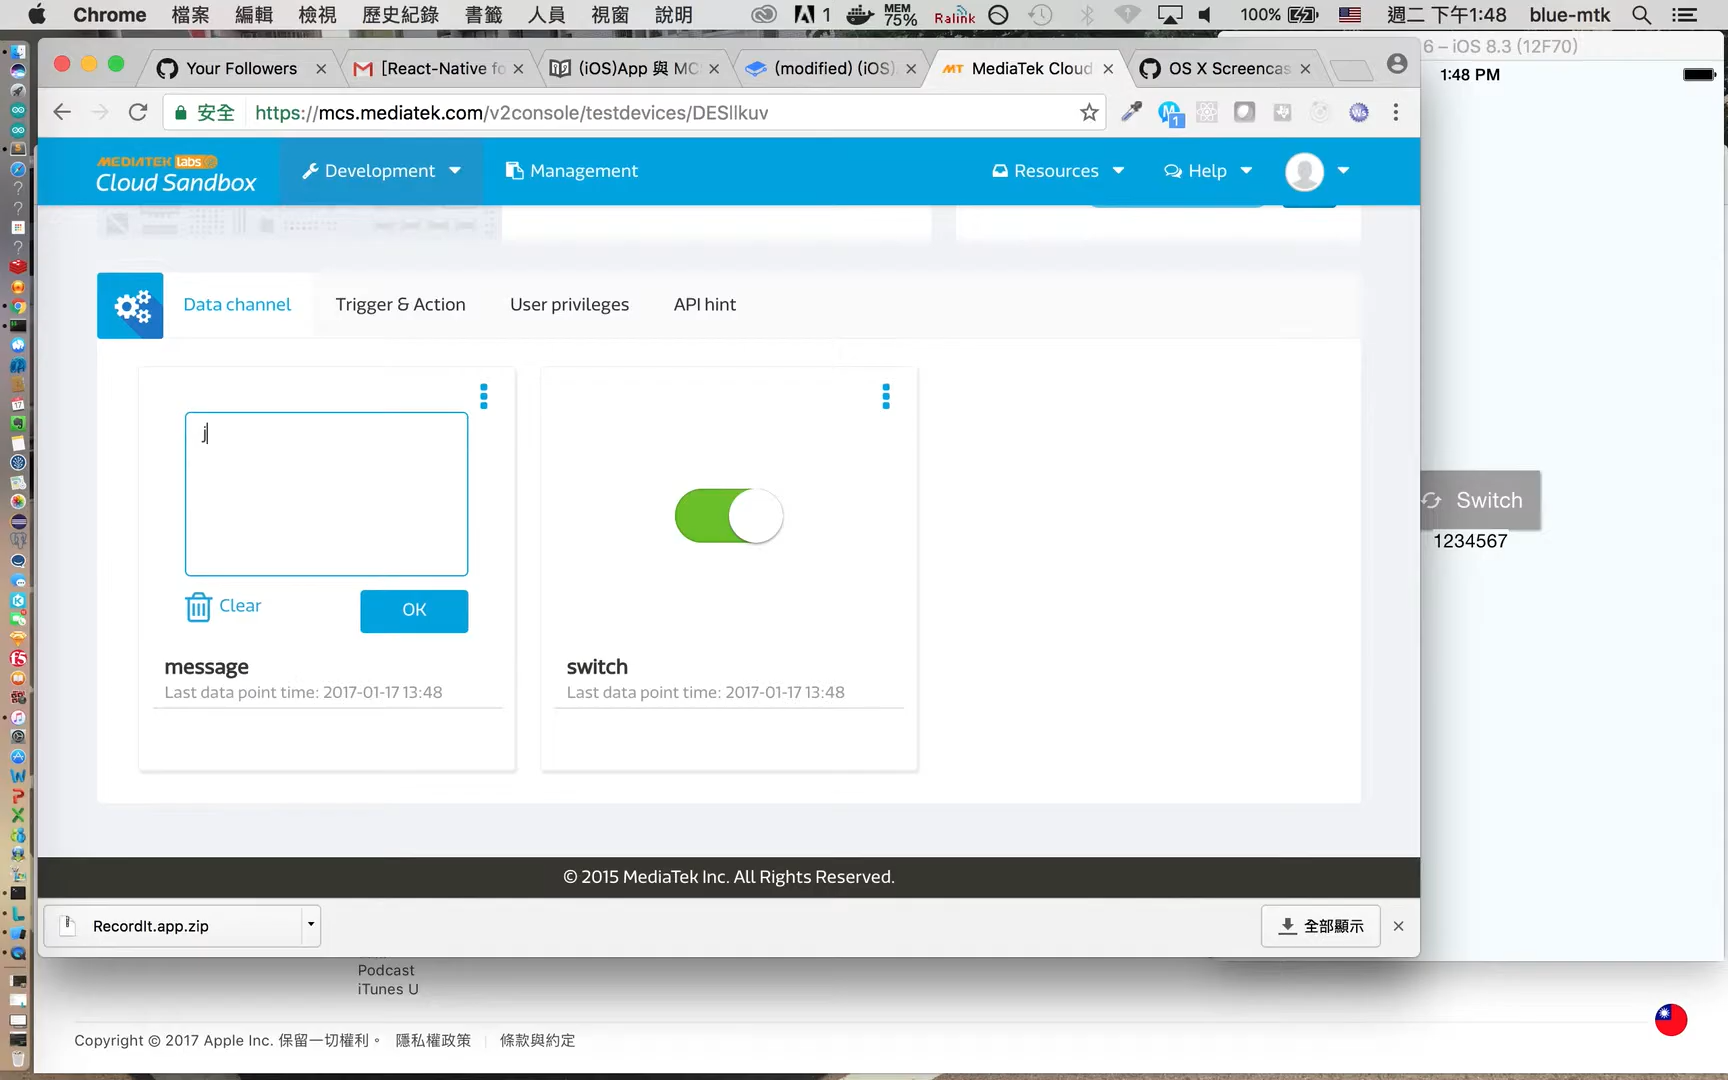 Chrome 檔案 編輯 檢視 歷史紀錄 書籤 人員 視窗 說明 1 MEM 75% Ralink 100% 週二 下午1:48 blue-mtk
6 – iOS 8.3 (12F70)
Your Followers [React-Native fo (iOS)App 與 MC (modified) (iOS) MediaTek Cloud OS X Screencas
1:48 PM
安全 https://mcs.mediatek.com/v2console/testdevices/DESllkuv
MEDIATEK labs
Cloud Sandbox
Development Management Resources Help
Data channel Trigger & Action User privileges API hint
j
Clear OK
message
Last data point time: 2017-01-17 13:48
switch
Last data point time: 2017-01-17 13:48
Switch
1234567
© 2015 MediaTek Inc. All Rights Reserved.
RecordIt.app.zip 全部顯示
Podcast
iTunes U
Copyright © 2017 Apple Inc. 保留一切權利。 隱私權政策 | 條款與約定